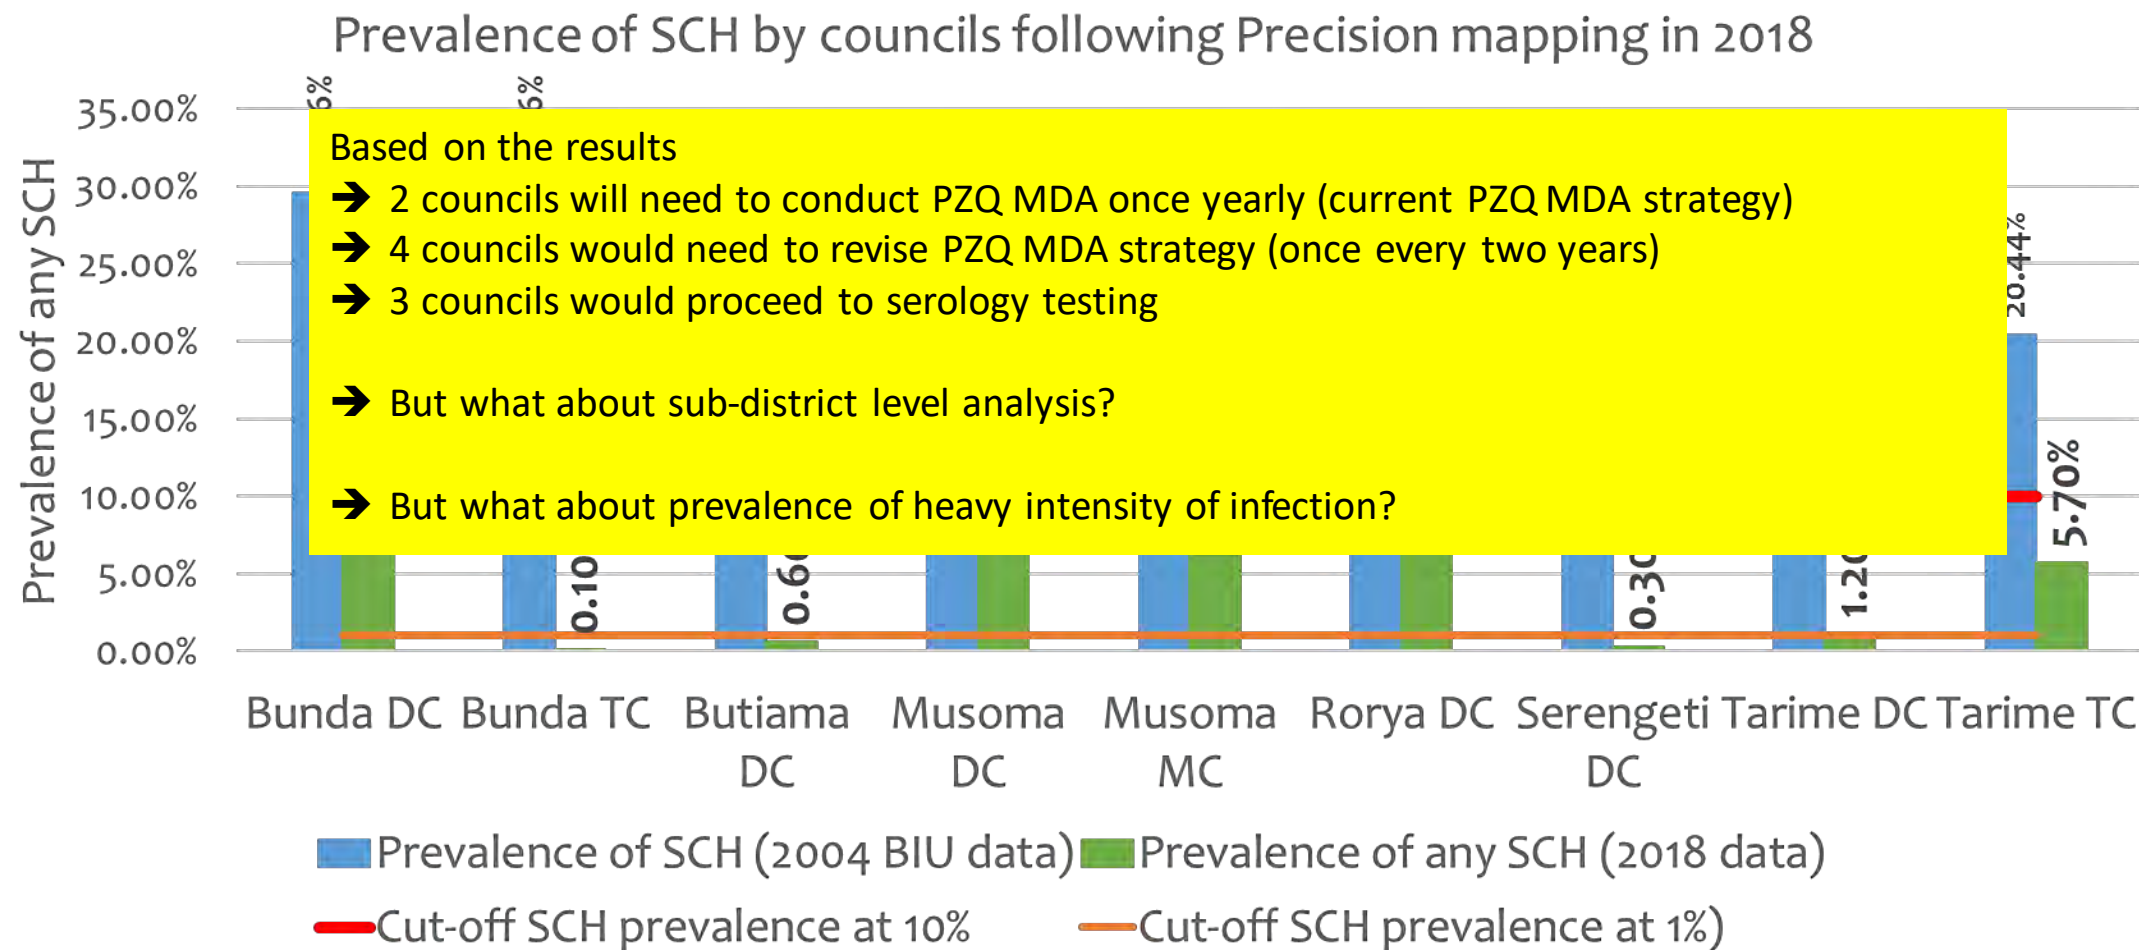 Prevalence of SCH by councils following Precision mapping in 2018
Prevalence of any SCH
35.00%
30.00%
25.00%
20.00%
15.00%
10.00%
5.00%
0.00%
6%
6%
Based on the results
➔ 2 councils will need to conduct PZQ MDA once yearly (current PZQ MDA strategy)
➔ 4 councils would need to revise PZQ MDA strategy (once every two years)
➔ 3 councils would proceed to serology testing
➔ But what about sub-district level analysis?
➔ But what about prevalence of heavy intensity of infection?
0.10
0.60
0.30
1.20
20.44%
5.70%
Bunda DC Bunda TC Butiama DC Musoma DC Musoma MC Rorya DC Serengeti DC Tarime DC Tarime TC
Prevalence of SCH (2004 BIU data) Prevalence of any SCH (2018 data)
Cut-off SCH prevalence at 10% Cut-off SCH prevalence at 1%)